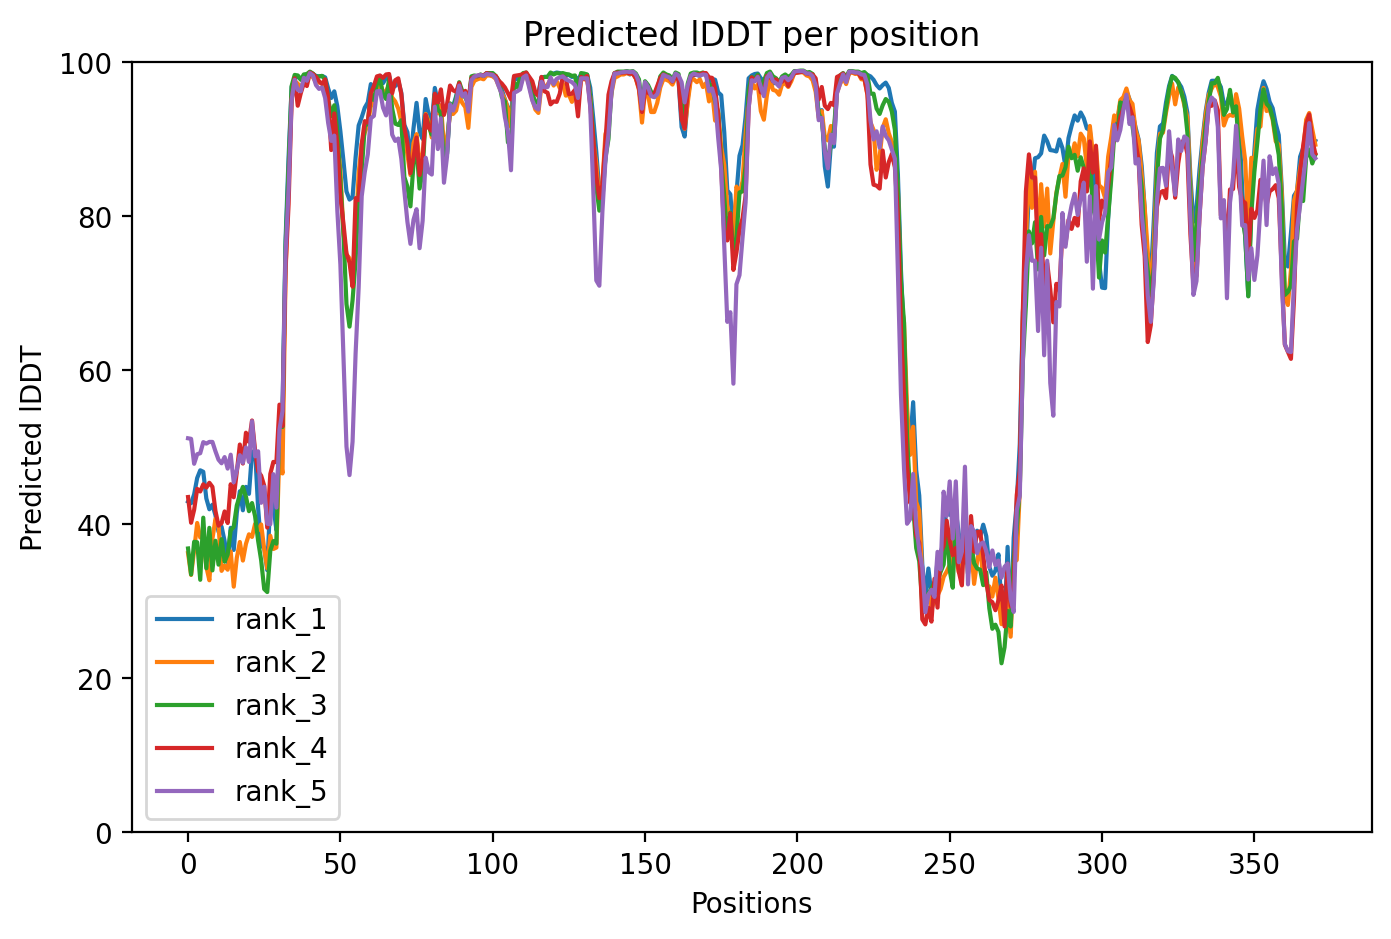 Predicted lDDT per position
100
80
60
40
20
0
Predicted lDDT
rank_1
rank_2
rank_3
rank_4
rank_5
0 50 100 150 200 250 300 350
Positions